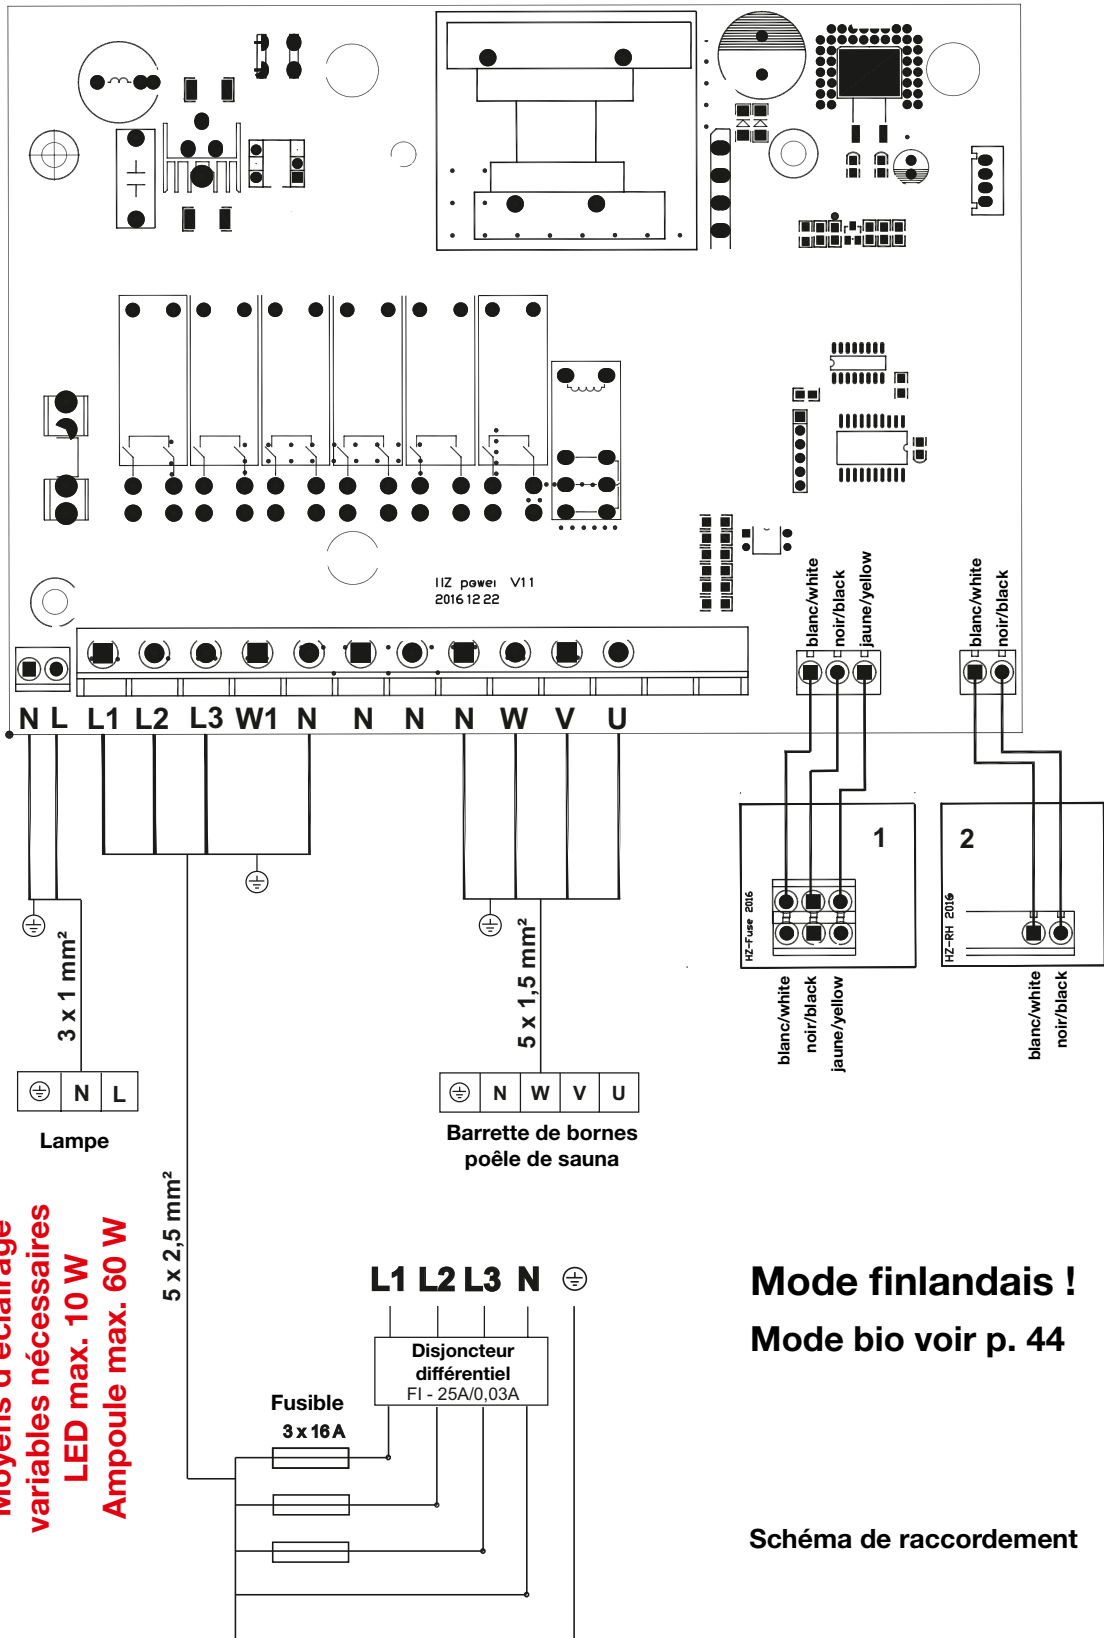 IIZ power V11
2016 12 22
blanc/white
noir/black
jaune/yellow
blanc/white
noir/black
N L L1 L2 L3 W1 N N N N W V U
1
HZ-Fuse 2016
2
HZ-RH 2016
blanc/white
noir/black
jaune/yellow
blanc/white
noir/black
3 x 1 mm²
5 x 1,5 mm²
N L
Lampe
N W V U
Barrette de bornes
poêle de sauna
5 x 2,5 mm²
Moyens d'éclairage
variables nécessaires
LED max. 10 W
Ampoule max. 60 W
L1 L2 L3 N
Disjoncteur
différentiel
FI - 25A/0,03A
Fusible
3 x 16 A
Mode finlandais !
Mode bio voir p. 44
Schéma de raccordement